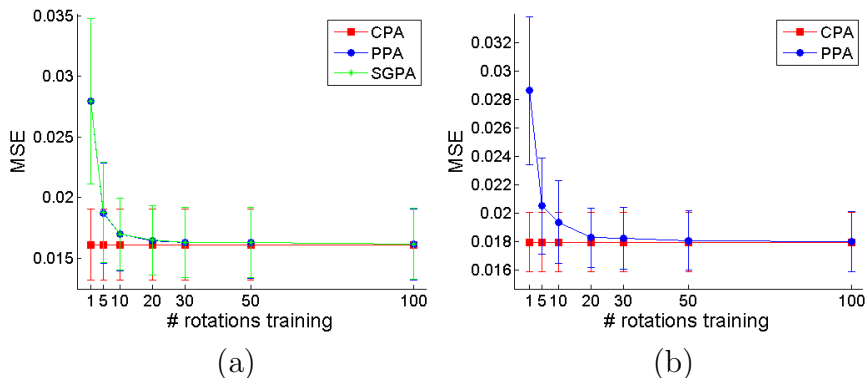 CPA
PPA
SGPA
0.035
0.03
0.025
0.02
0.015
MSE
1 5 10 20 30 50 100
# rotations training
(a)
CPA
PPA
0.032
0.03
0.028
0.026
0.024
0.022
0.02
0.018
0.016
MSE
1 5 10 20 30 50 100
# rotations training
(b)